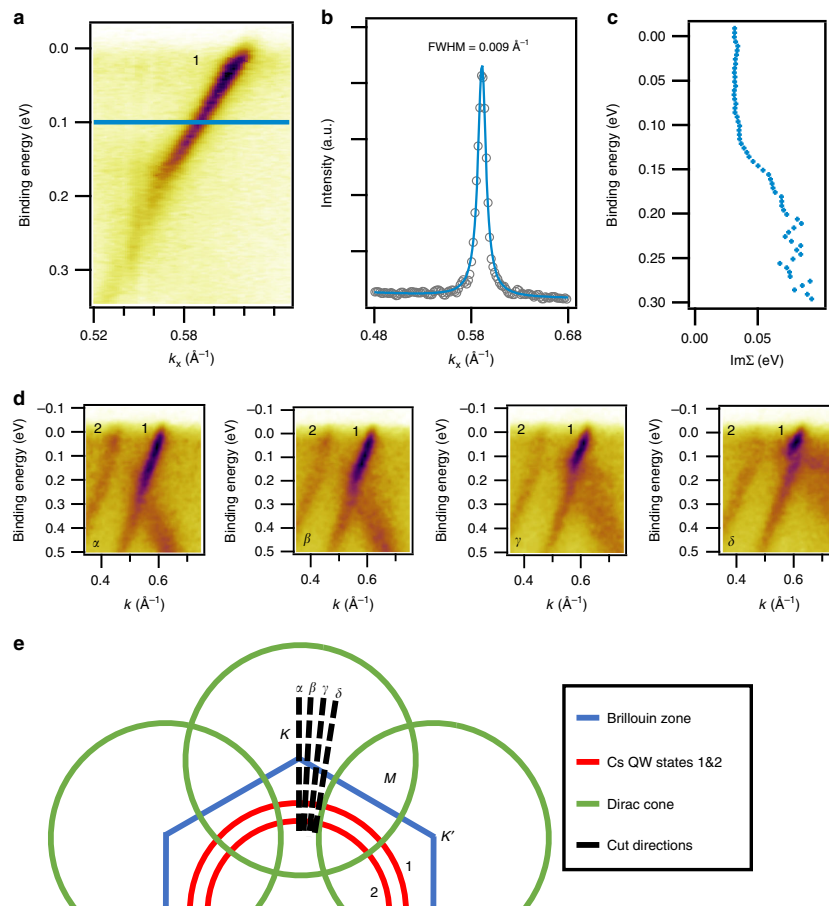 a
0.0
0.1
0.2
0.3
Binding energy (eV)
1
0.52
0.58
kx (Å⁻¹)
b
FWHM = 0.009 Å⁻¹
Intensity (a.u.)
0.48
0.58
0.68
kx (Å⁻¹)
c
0.00
0.05
0.10
0.15
0.20
0.25
0.30
Binding energy (eV)
0.00
0.05
ImΣ (eV)
d
−0.1
0.0
0.1
0.2
0.3
0.4
0.5
Binding energy (eV)
2
1
α
0.4
0.6
k (Å⁻¹)
−0.1
0.0
0.1
0.2
0.3
0.4
0.5
Binding energy (eV)
2
1
β
0.4
0.6
k (Å⁻¹)
−0.1
0.0
0.1
0.2
0.3
0.4
0.5
Binding energy (eV)
2
1
γ
0.4
0.6
k (Å⁻¹)
−0.1
0.0
0.1
0.2
0.3
0.4
0.5
Binding energy (eV)
2
1
δ
0.4
0.6
k (Å⁻¹)
e
α β γ δ
K
M
K′
1
2
Brillouin zone
Cs QW states 1&2
Dirac cone
Cut directions